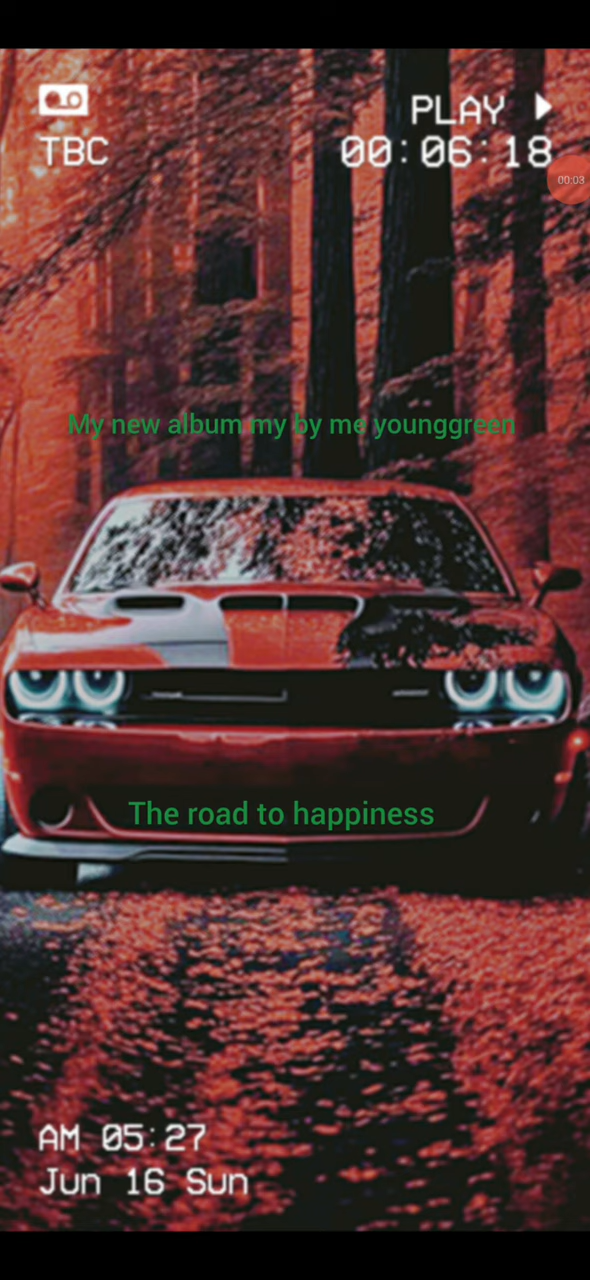 TBC
PLAY
00:06:18
00:03
My new album my by me younggreen
The road to happiness
AM 05:27
Jun 16 Sun